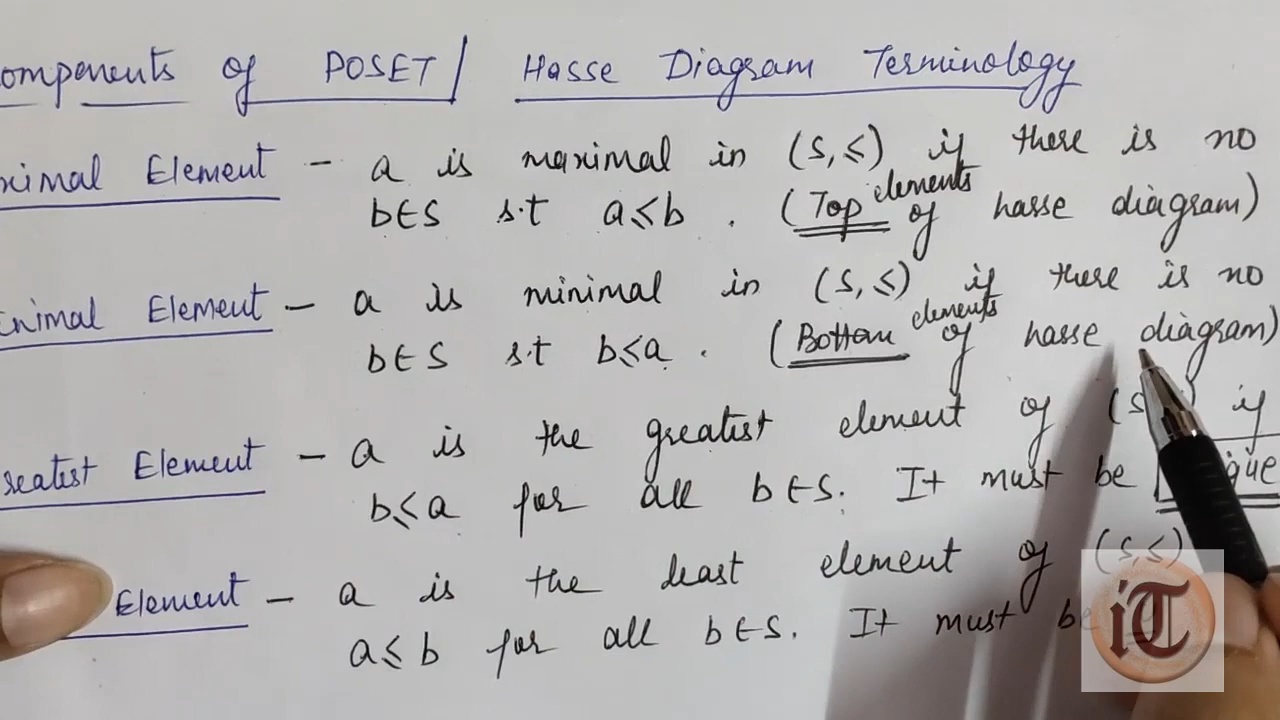 omponents of POSET / Hasse Diagram Terminology
ximal Element - a is maximal in (S, ≤) if there is no
b∈S s.t a≤b . (Top elements of hasse diagram)
inimal Element - a is minimal in (S, ≤) if there is no
b∈S s.t b≤a . (Bottom elements of hasse diagram)
reatest Element - a is the greatest element of (S if
b≤a for all b∈S. It must be que
Element - a is the least element of (S, ≤)
a≤b for all b∈S. It must be
iT